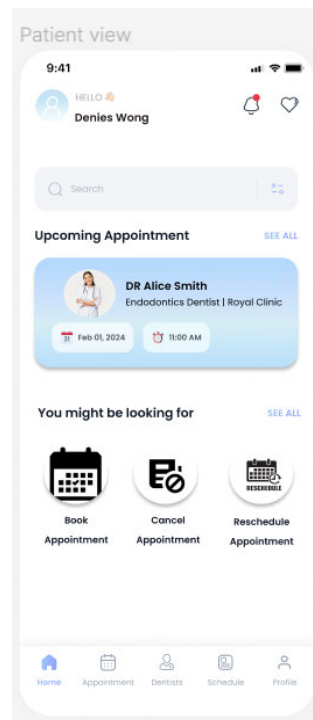 Patient view
9:41
HELLO 👋🏻
Denies Wong
Search
Upcoming Appointment
SEE ALL
DR Alice Smith
Endodontics Dentist | Royal Clinic
31
Feb 01, 2024
11:00 AM
You might be looking for
SEE ALL
RESCHEDULE
Book
Appointment
Cancel
Appointment
Reschedule
Appointment
Home
Appointment
Dentists
Schedule
Profile